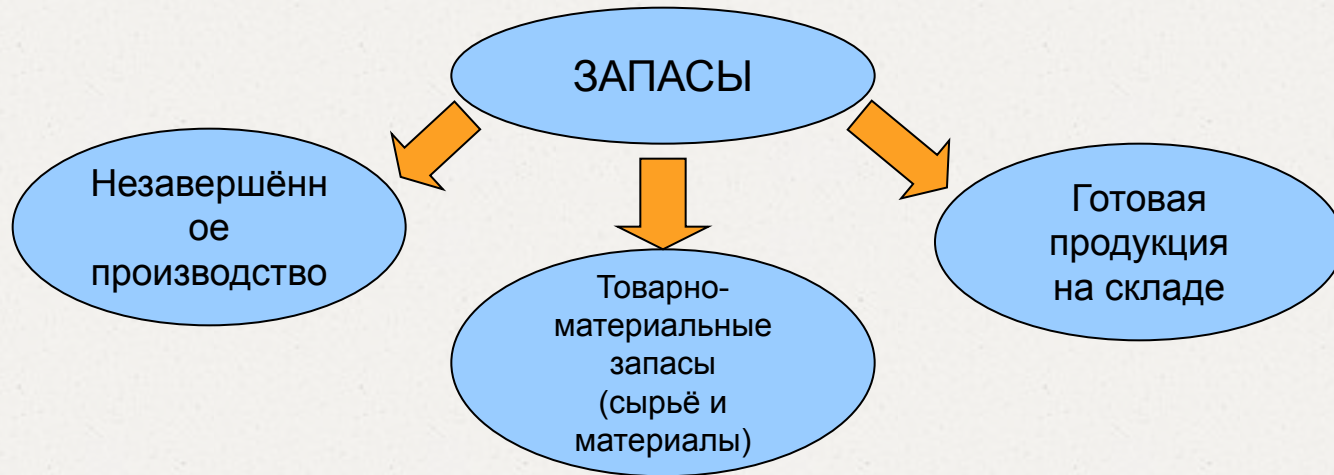 ЗАПАСЫ
Незавершённ
ое
производство
Товарно-
материальные
запасы
(сырьё и
материалы)
Готовая
продукция
на складе